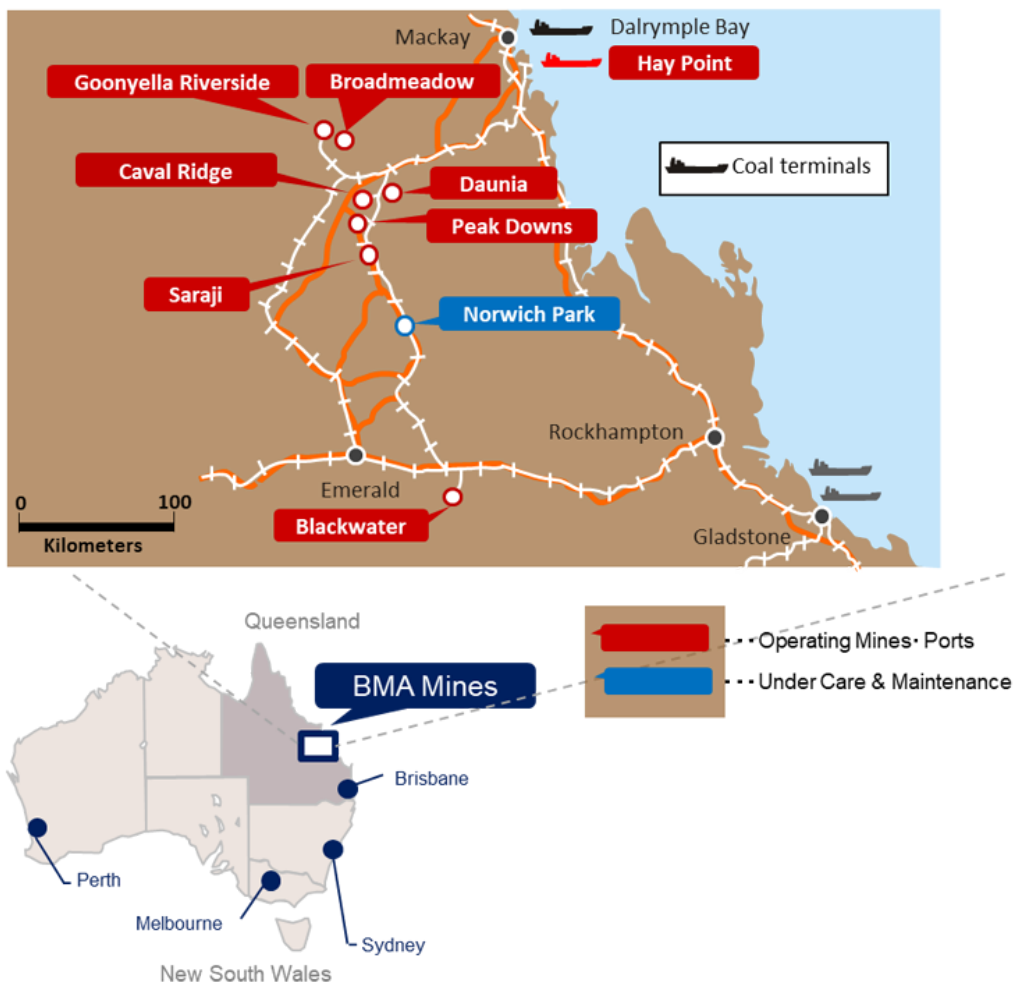 Mackay
Dalrymple Bay
Hay Point
Goonyella Riverside
Broadmeadow
Coal terminals
Caval Ridge
Daunia
Peak Downs
Saraji
Norwich Park
Rockhampton
Emerald
0
100
Kilometers
Blackwater
Gladstone
Queensland
BMA Mines
Operating Mines· Ports
Under Care & Maintenance
Brisbane
Perth
Melbourne
Sydney
New South Wales